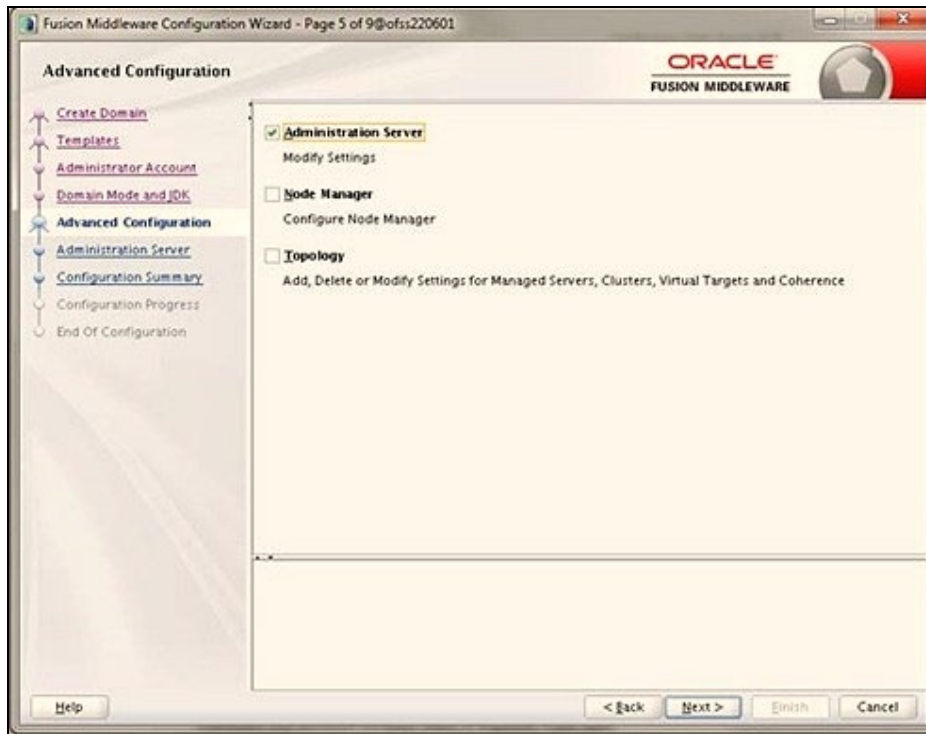 Fusion Middleware Configuration Wizard - Page 5 of 9@ofss220601
Advanced Configuration
ORACLE
FUSION MIDDLEWARE
Create Domain
Templates
Administrator Account
Domain Mode and JDK
Advanced Configuration
Administration Server
Configuration Summary
Configuration Progress
End Of Configuration
Administration Server
Modify Settings
Node Manager
Configure Node Manager
Topology
Add, Delete or Modify Settings for Managed Servers, Clusters, Virtual Targets and Coherence
Help
< Back
Next >
Finish
Cancel